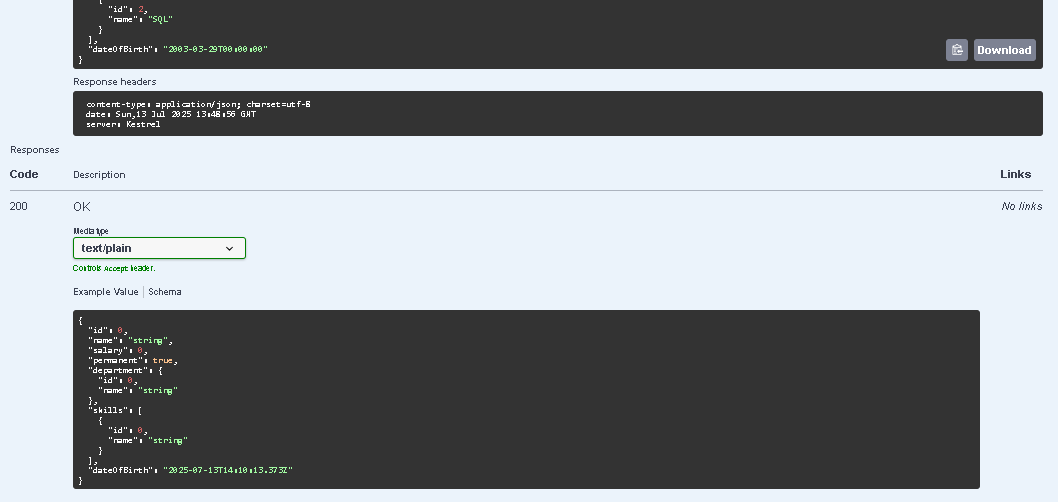 {
"id": 2,
"name": "SQL"
}
],
"dateOfBirth": "2003-03-29T00:00:00"
}
Download
Response headers
content-type: application/json; charset=utf-8
date: Sun,13 Jul 2025 13:48:56 GMT
server: Kestrel
Responses
Code Description Links
200 OK No links
Media type
text/plain
Controls Accept header.
Example Value Schema
{
"id": 0,
"name": "string",
"salary": 0,
"permanent": true,
"department": {
"id": 0,
"name": "string"
},
"skills": [
{
"id": 0,
"name": "string"
}
],
"dateOfBirth": "2025-07-13T14:10:13.373Z"
}